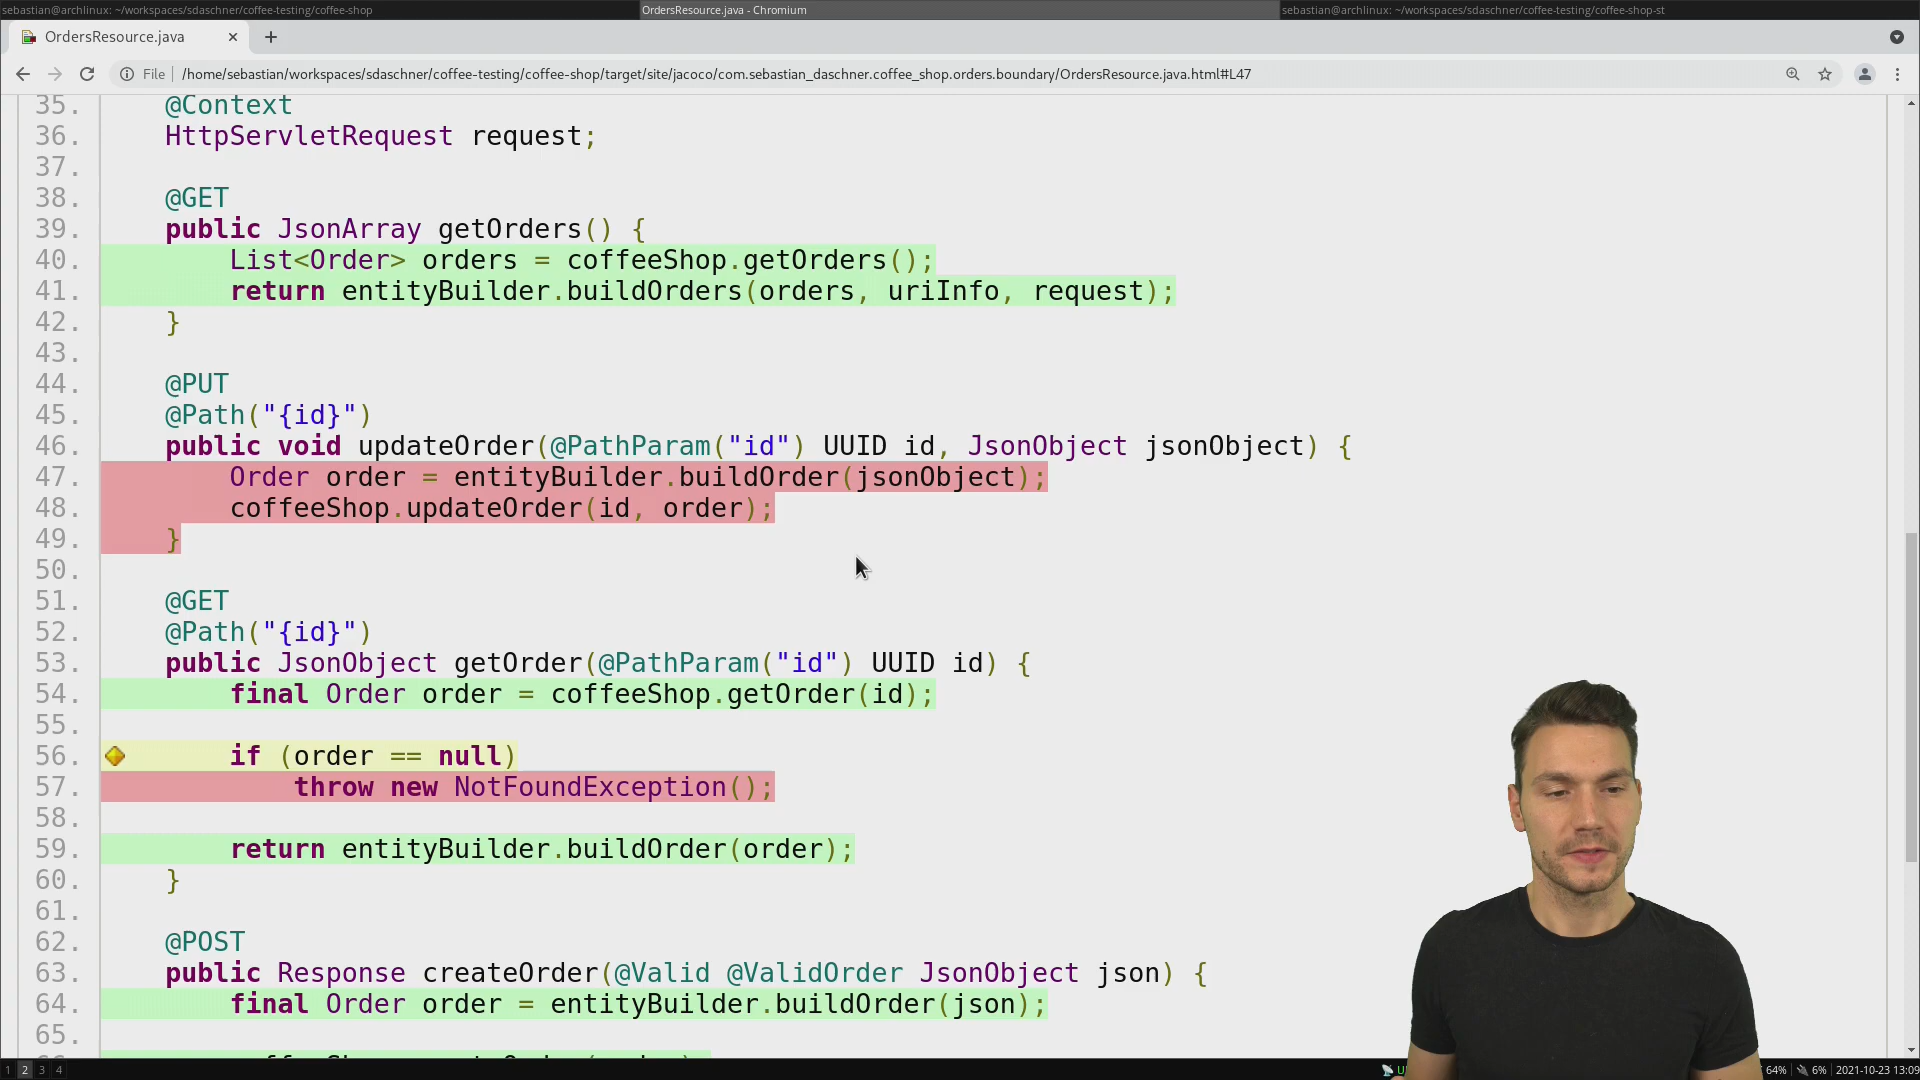 sebastian@archlinux: ~/workspaces/sdaschner/coffee-testing/coffee-shop
OrdersResource.java - Chromium
sebastian@archlinux: ~/workspaces/sdaschner/coffee-testing/coffee-shop-st
OrdersResource.java
File
/home/sebastian/workspaces/sdaschner/coffee-testing/coffee-shop/target/site/jacoco/com.sebastian_daschner.coffee_shop.orders.boundary/OrdersResource.java.html#L47
35. @Context
36. HttpServletRequest request;
37.
38. @GET
39. public JsonArray getOrders() {
40. List<Order> orders = coffeeShop.getOrders();
41. return entityBuilder.buildOrders(orders, uriInfo, request);
42. }
43.
44. @PUT
45. @Path("{id}")
46. public void updateOrder(@PathParam("id") UUID id, JsonObject jsonObject) {
47. Order order = entityBuilder.buildOrder(jsonObject);
48. coffeeShop.updateOrder(id, order);
49. }
50.
51. @GET
52. @Path("{id}")
53. public JsonObject getOrder(@PathParam("id") UUID id) {
54. final Order order = coffeeShop.getOrder(id);
55.
56. if (order == null)
57. throw new NotFoundException();
58.
59. return entityBuilder.buildOrder(order);
60. }
61.
62. @POST
63. public Response createOrder(@Valid @ValidOrder JsonObject json) {
64. final Order order = entityBuilder.buildOrder(json);
65.
1 2 3 4
64% 6% 2021-10-23 13:09